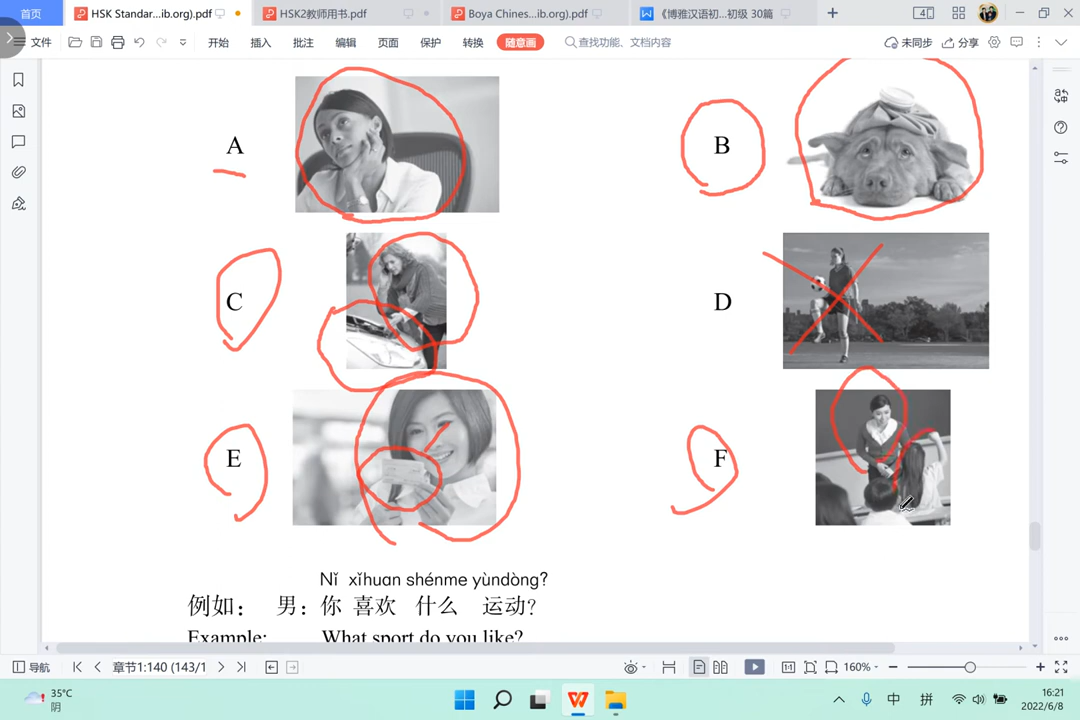 首页 HSK Standar...ib.org).pdf HSK2教师用书.pdf Boya Chines...ib.org).pdf 《博雅汉语初...初级 30篇
文件 开始 插入 批注 编辑 页面 保护 转换 随意画 查找功能、文档内容 未同步 分享
A B
C D
E F
Nǐ xǐhuan shénme yùndòng?
例如： 男：你 喜欢 什么 运动？
Example: What sport do you like?
导航 章节1:140 (143/1 160%
35°C
阴
中 拼
16:21
2022/6/8